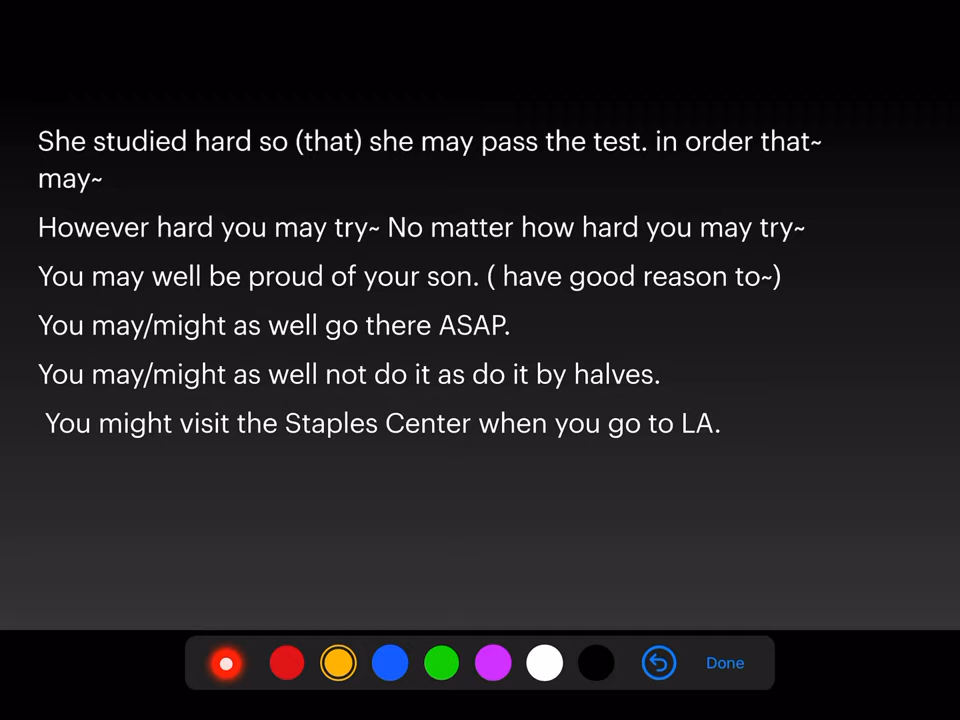 She studied hard so (that) she may pass the test. in order that~
may~
However hard you may try~ No matter how hard you may try~
You may well be proud of your son. ( have good reason to~)
You may/might as well go there ASAP.
You may/might as well not do it as do it by halves.
You might visit the Staples Center when you go to LA.
Done